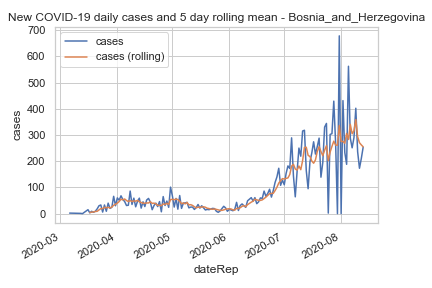 New COVID-19 daily cases and 5 day rolling mean - Bosnia_and_Herzegovina
cases
cases (rolling)
700
600
500
400
300
200
100
0
cases
2020-03
2020-04
2020-05
2020-06
2020-07
2020-08
dateRep